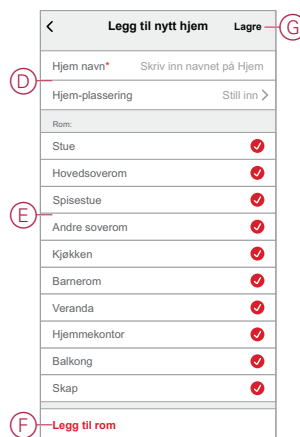 Legg til nytt hjem Lagre G
Hjem navn* Skriv inn navnet på Hjem
D
Hjem-plassering Still inn
Rom:
Stue
Hovedsoverom
Spisestue
E
Andre soverom
Kjøkken
Barnerom
Veranda
Hjemmekontor
Balkong
Skap
F Legg til rom